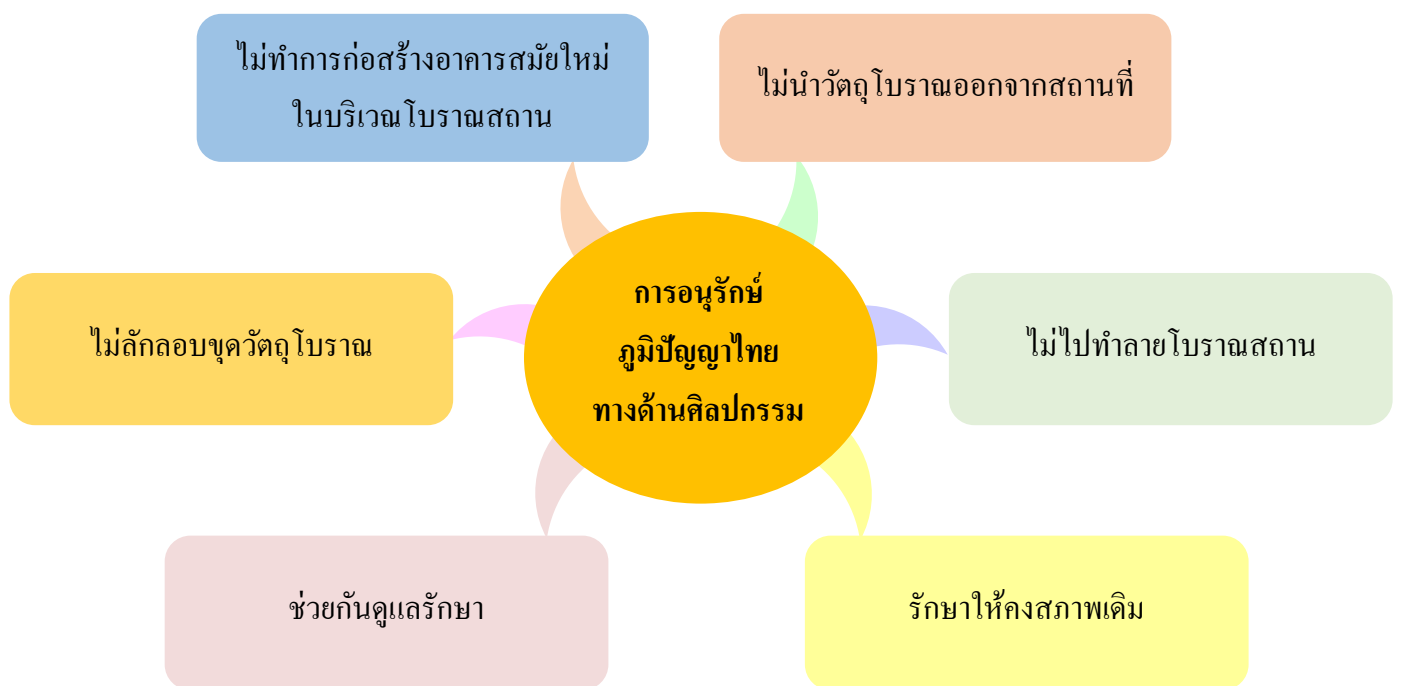 ไม่ทำการก่อสร้างอาคารสมัยใหม่
ในบริเวณโบราณสถาน
ไม่นำวัตถุโบราณออกจากสถานที่
การอนุรักษ์
ภูมิปัญญาไทย
ทางด้านศิลปกรรม
ไม่ลักลอบขุดวัตถุโบราณ
ไม่ไปทำลายโบราณสถาน
ช่วยกันดูแลรักษา
รักษาให้คงสภาพเดิม